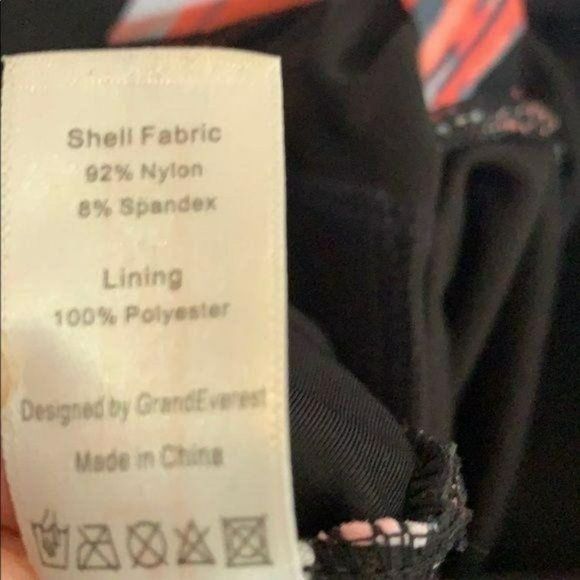 Shell Fabric
92% Nylon
8% Spandex
Lining
100% Polyester
Designed by GrandEverest
Made in China